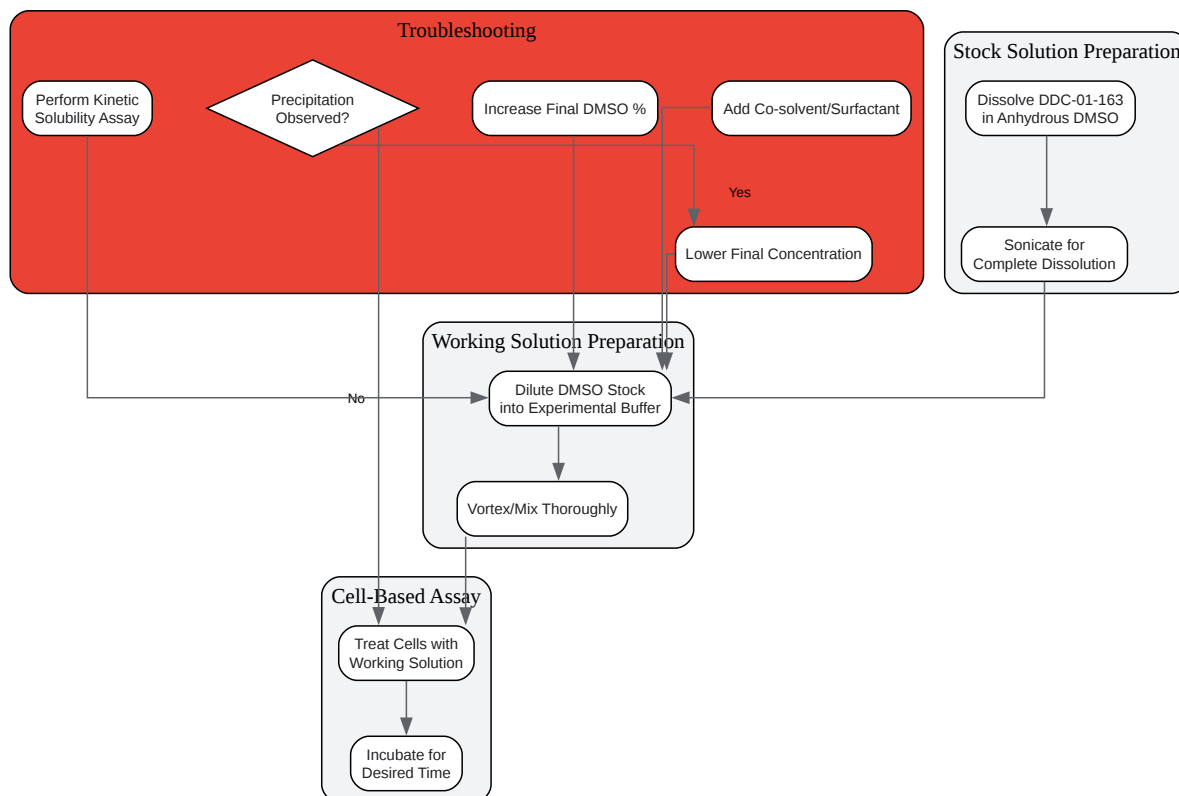 Troubleshooting
Perform Kinetic
Solubility Assay
Precipitation
Observed?
Increase Final DMSO %
Add Co-solvent/Surfactant
Yes
Lower Final Concentration
Stock Solution Preparation
Dissolve DDC-01-163
in Anhydrous DMSO
Sonicate for
Complete Dissolution
Working Solution Preparation
Dilute DMSO Stock
into Experimental Buffer
No
Vortex/Mix Thoroughly
Cell-Based Assay
Treat Cells with
Working Solution
Incubate for
Desired Time